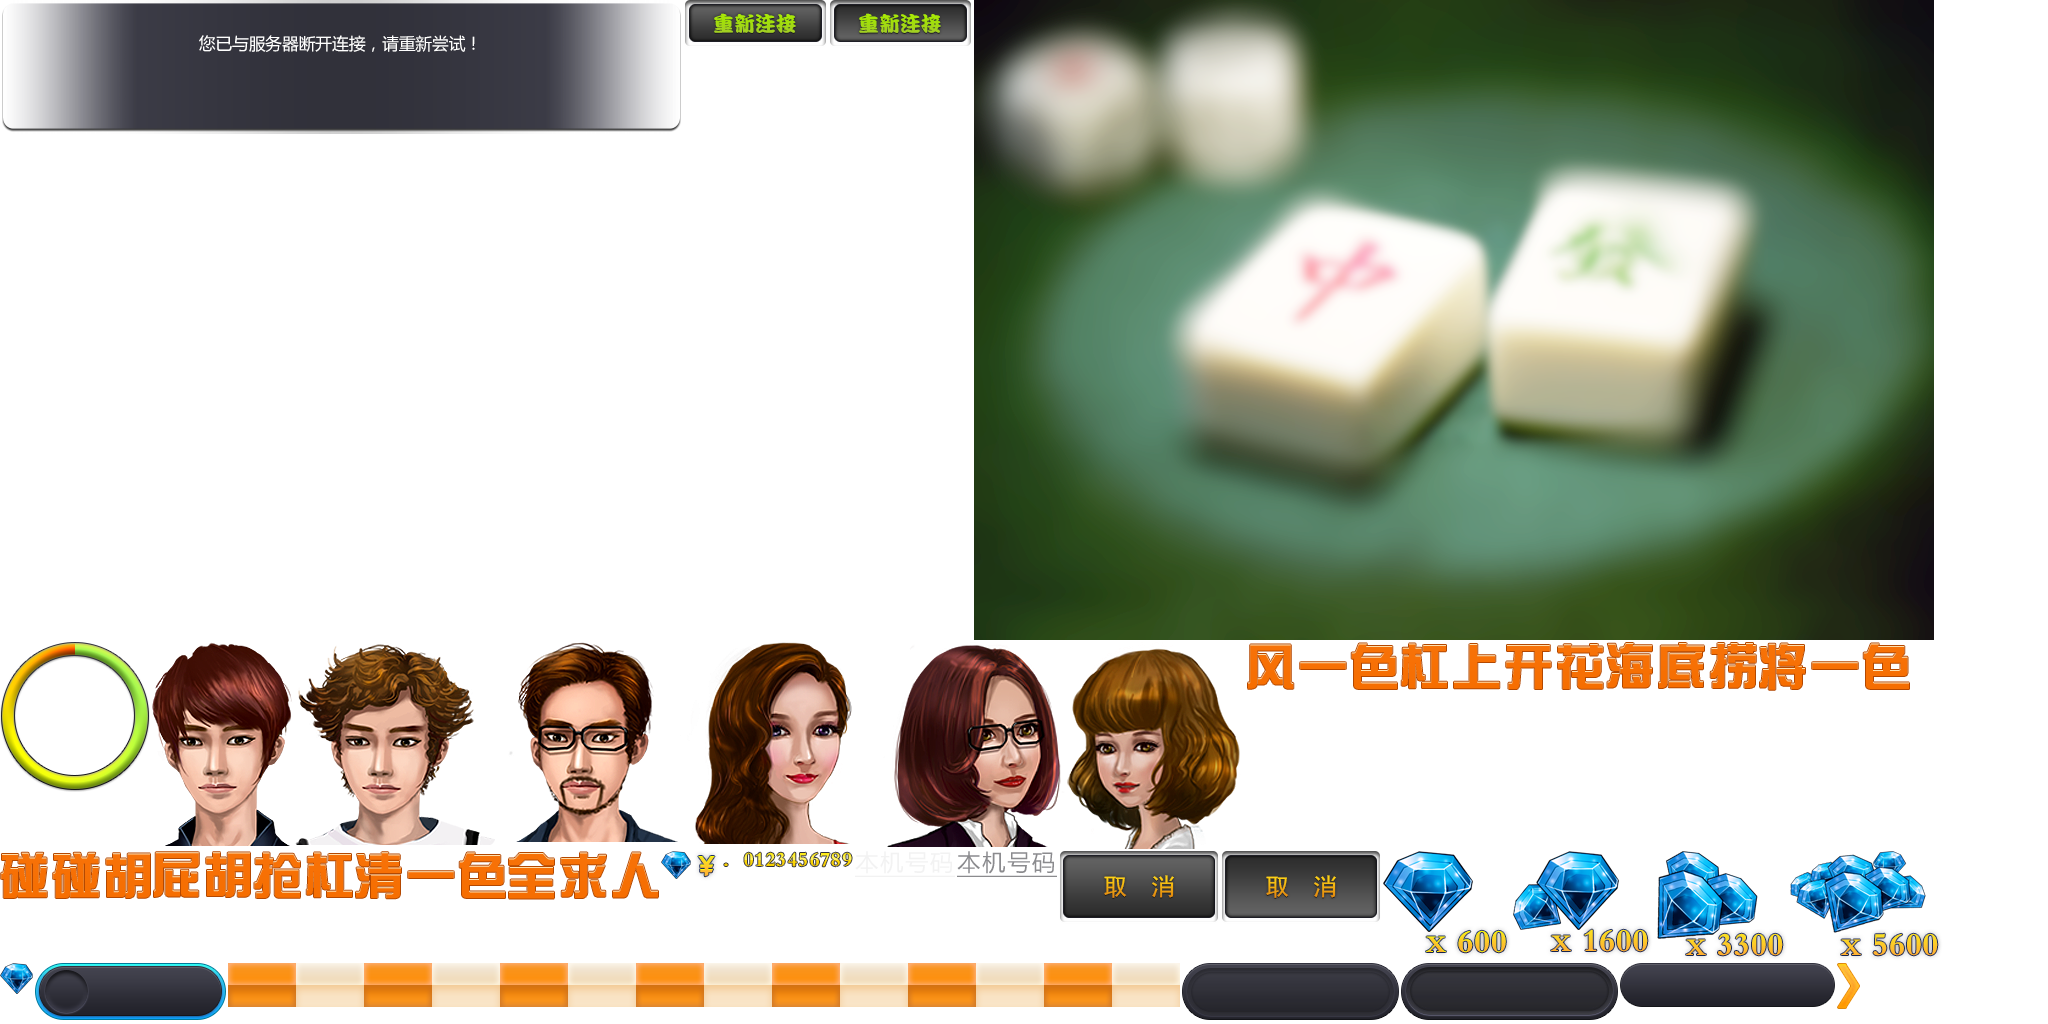 您已与服务器断开连接，请重新尝试！
重新连接
重新连接
中
發
风一色杠上开花海底捞将一色
碰碰胡屁胡抢杠清一色全求人
¥ . 0123456789
本机号码
本机号码
取 消
取 消
x 600
x 1600
x 3300
x 5600